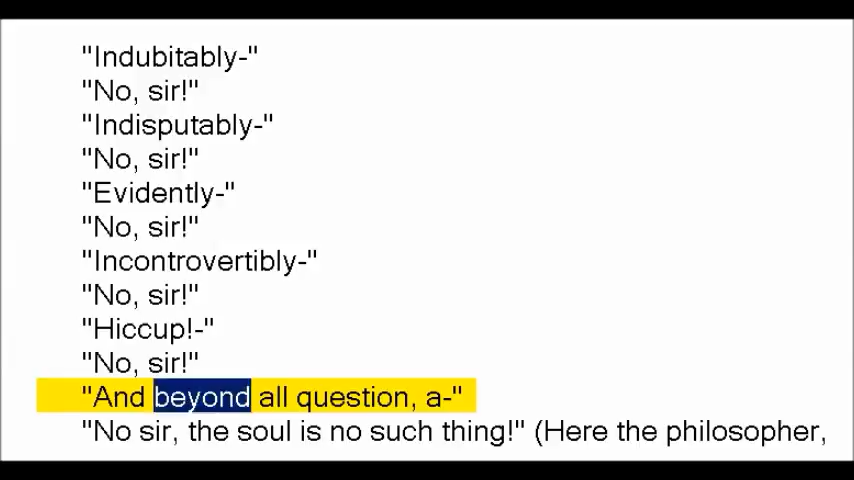 "Indubitably-"
"No, sir!"
"Indisputably-"
"No, sir!"
"Evidently-"
"No, sir!"
"Incontrovertibly-"
"No, sir!"
"Hiccup!-"
"No, sir!"
"And beyond all question, a-"
"No sir, the soul is no such thing!" (Here the philosopher,